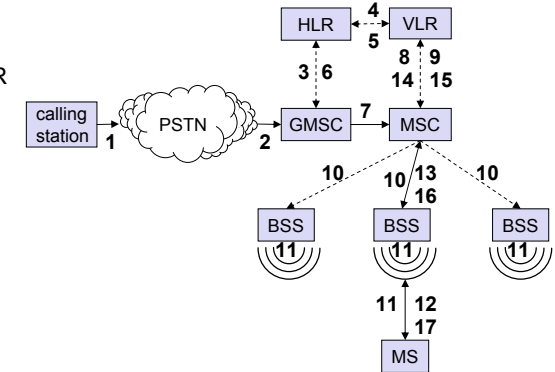 4
HLR VLR
5
R
3 6
8 9
14 15
calling
station
1
PSTN
2
GMSC
7
MSC
10
10 13
16
10
BSS BSS BSS
11 11 11
11 12
17
MS